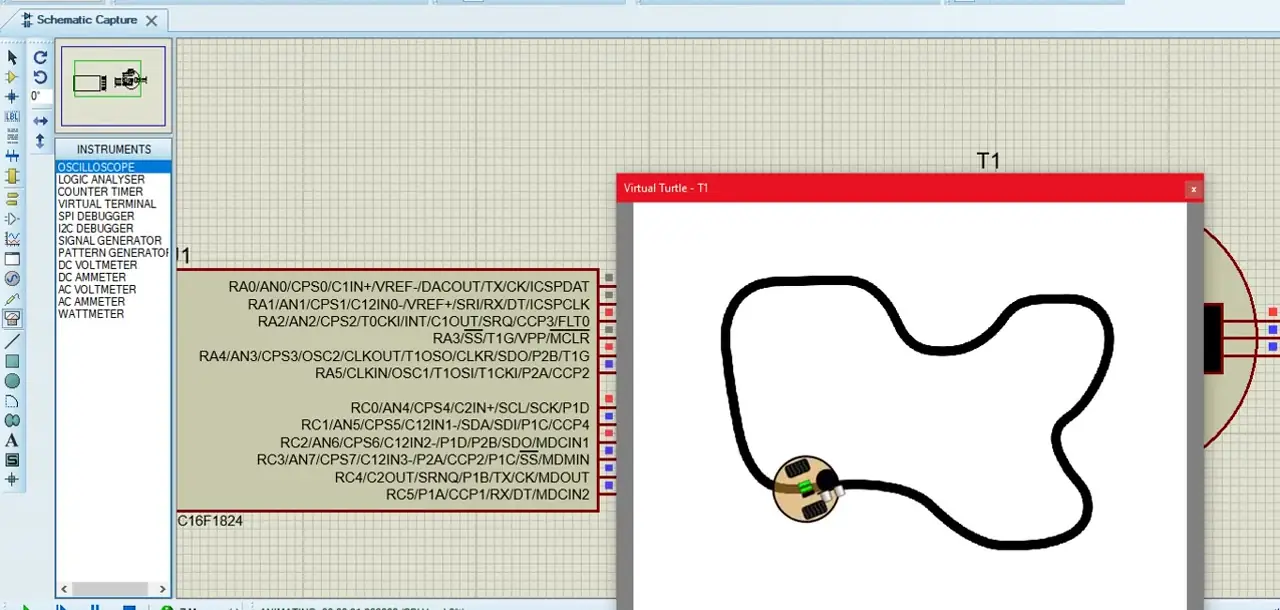 Schematic Capture
0°
LBL
INSTRUMENTS
OSCILLOSCOPE
LOGIC ANALYSER
COUNTER TIMER
VIRTUAL TERMINAL
SPI DEBUGGER
I2C DEBUGGER
SIGNAL GENERATOR
PATTERN GENERATOR
DC VOLTMETER
DC AMMETER
AC VOLTMETER
AC AMMETER
WATTMETER
A
S
RA0/AN0/CPS0/C1IN+/VREF-/DACOUT/TX/CK/ICSPDAT
RA1/AN1/CPS1/C12IN0-/VREF+/SRI/RX/DT/ICSPCLK
RA2/AN2/CPS2/T0CKI/INT/C1OUT/SRQ/CCP3/FLT0
RA3/SS/T1G/VPP/MCLR
RA4/AN3/CPS3/OSC2/CLKOUT/T1OSO/CLKR/SDO/P2B/T1G
RA5/CLKIN/OSC1/T1OSI/T1CKI/P2A/CCP2
RC0/AN4/CPS4/C2IN+/SCL/SCK/P1D
RC1/AN5/CPS5/C12IN1-/SDA/SDI/P1C/CCP4
RC2/AN6/CPS6/C12IN2-/P1D/P2B/SDO/MDCIN1
RC3/AN7/CPS7/C12IN3-/P2A/CCP2/P1C/SS/MDMIN
RC4/C2OUT/SRNQ/P1B/TX/CK/MDOUT
RC5/P1A/CCP1/RX/DT/MDCIN2
C16F1824
T1
Virtual Turtle - T1